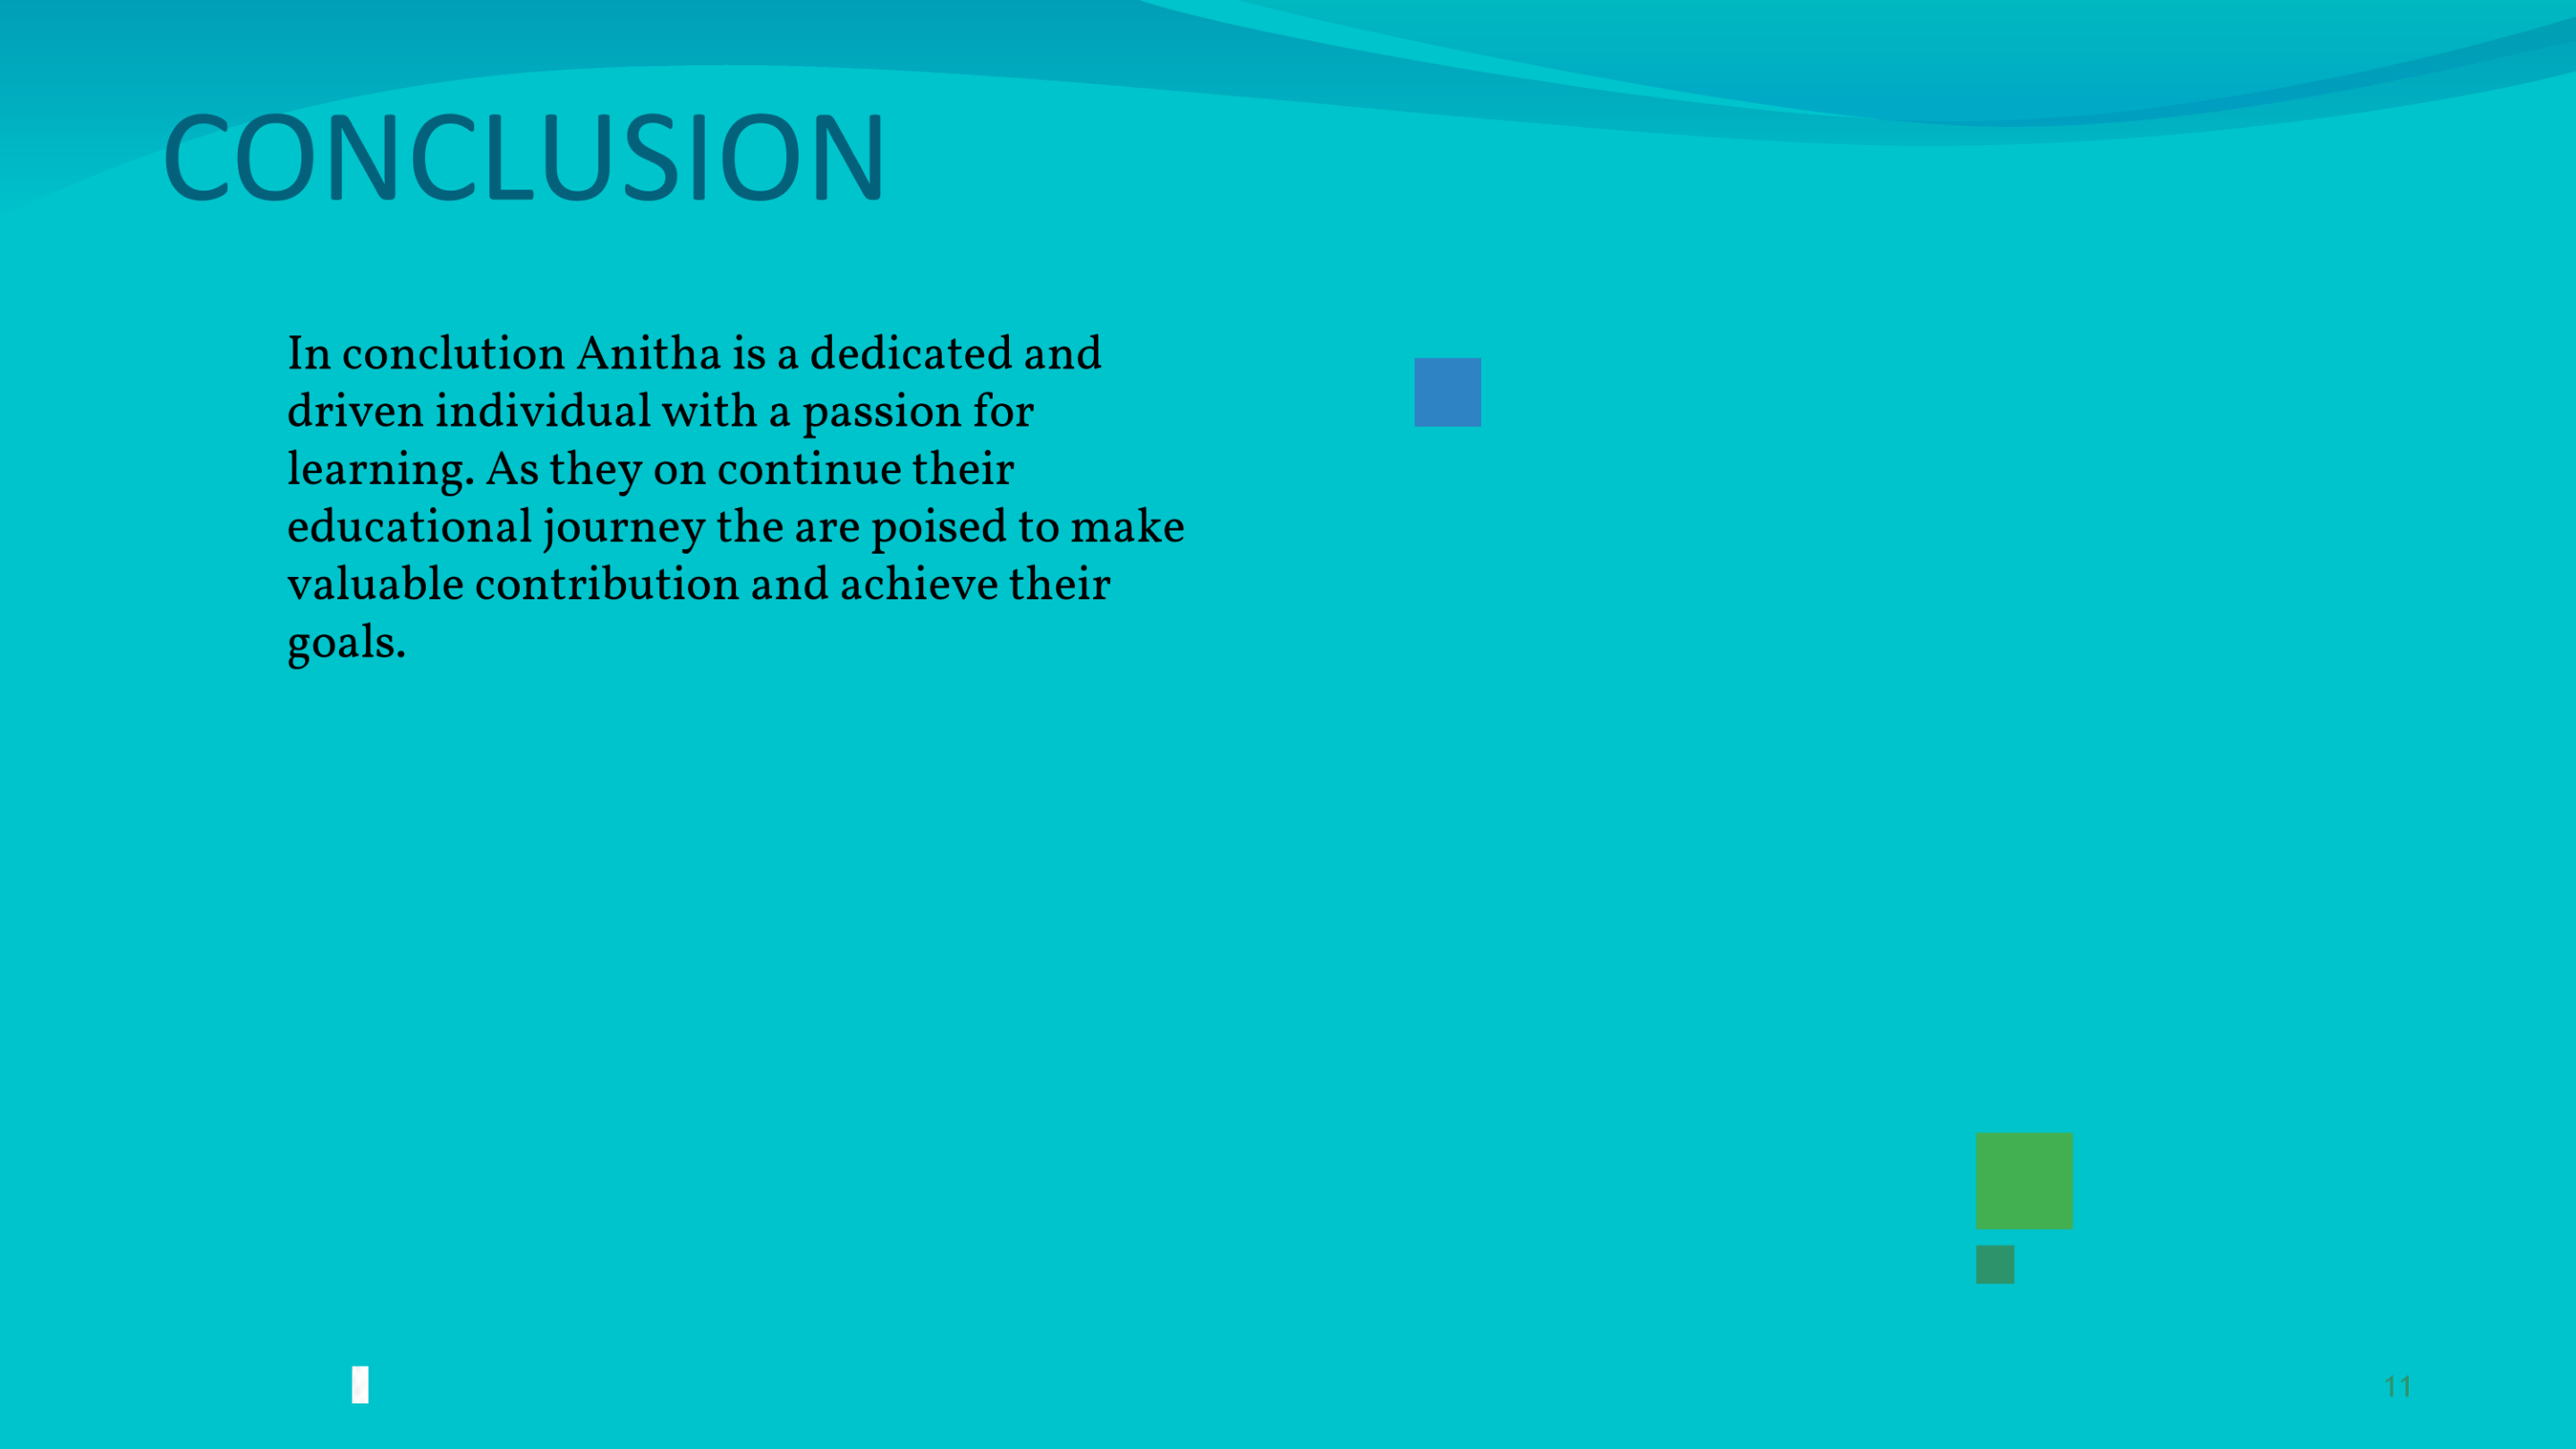 CONCLUSION
In conclution Anitha is a dedicated and
driven individual with a passion for
learning. As they on continue their
educational journey the are poised to make
valuable contribution and achieve their
goals.
11